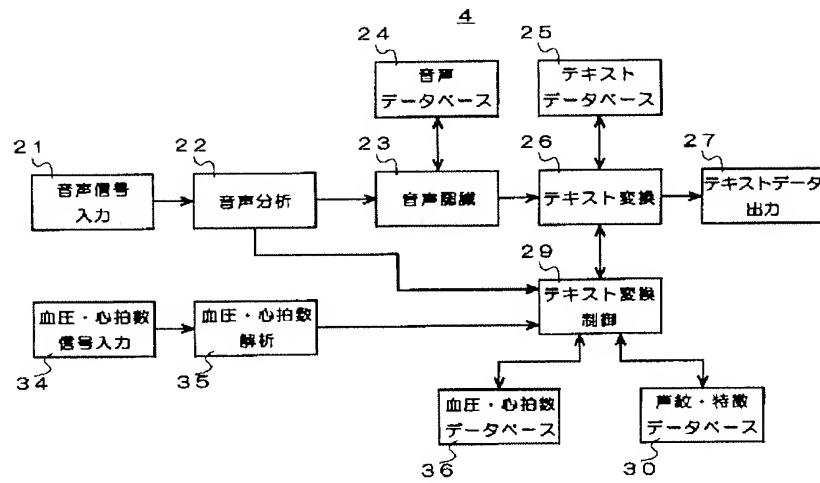 4
24
25
音声
データベース
テキスト
データベース
21
22
23
26
27
音声信号
入力
音声分析
音声認識
テキスト変換
テキストデータ
出力
29
テキスト変換
制御
血圧・心拍数
信号入力
血圧・心拍数
解析
34
35
血圧・心拍数
データベース
声紋・特徴
データベース
36
30